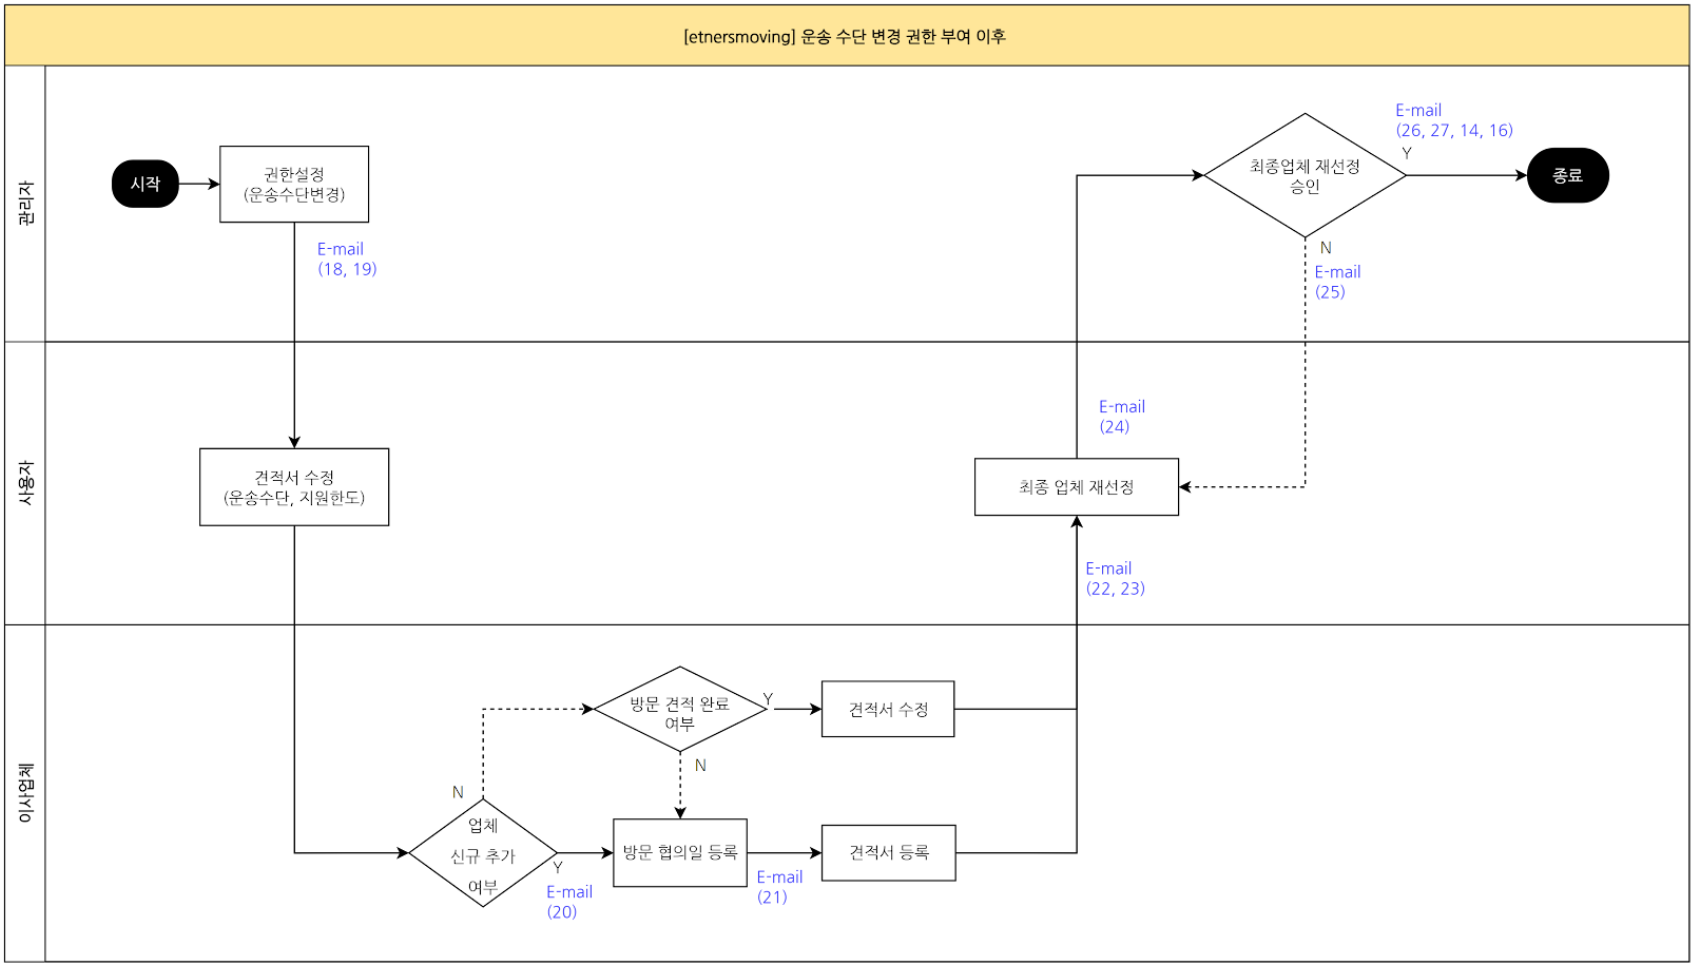 [etnersmoving] 운송 수단 변경 권한 부여 이후
관리자
시작
권한설정
(운송수단변경)
E-mail
(18, 19)
최종업체 재선정
승인
E-mail
(26, 27, 14, 16)
Y
종료
N
E-mail
(25)
사용자
견적서 수정
(운송수단, 지원한도)
E-mail
(24)
최종 업체 재선정
E-mail
(22, 23)
이사업체
방문 견적 완료
여부
Y
견적서 수정
N
N
업체
신규 추가
여부
Y
E-mail
(20)
방문 협의일 등록
E-mail
(21)
견적서 등록